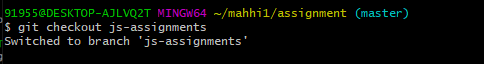 91955@DESKTOP-AJLVQ2T MINGW64 ~/mahhi1/assignment (master)
$ git checkout js-assignments
Switched to branch 'js-assignments'